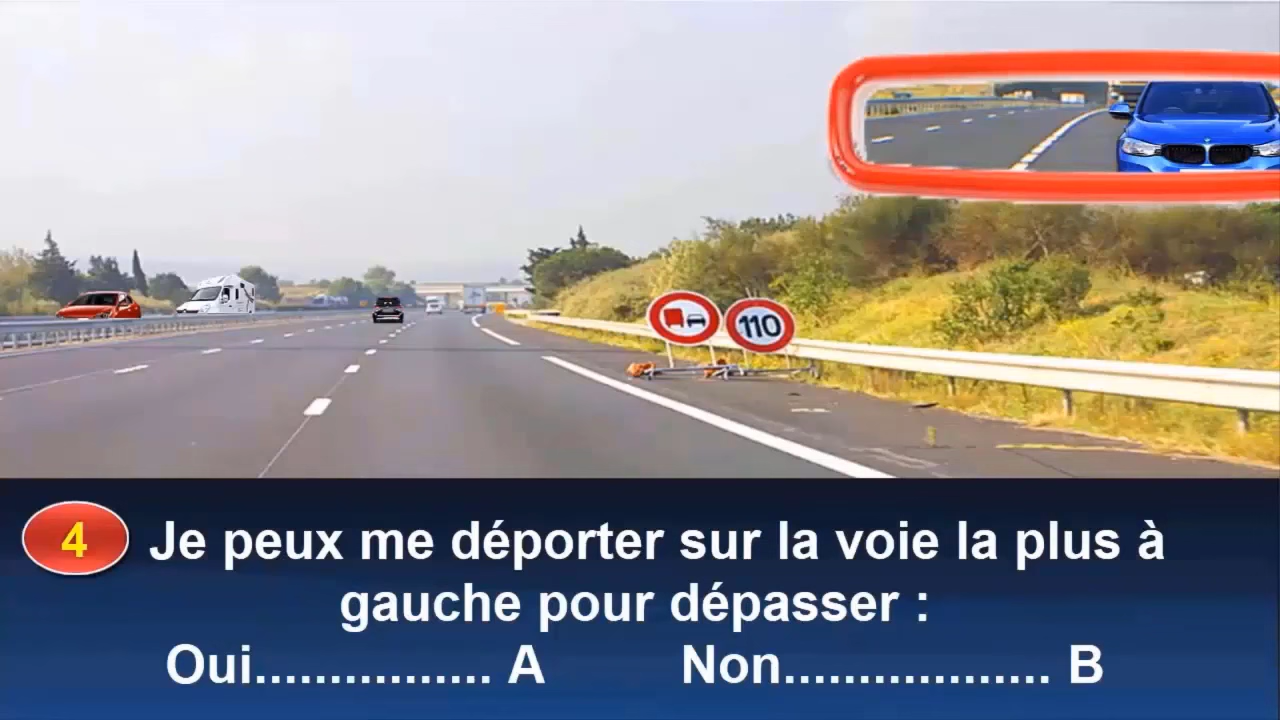 110
4 Je peux me déporter sur la voie la plus à
gauche pour dépasser :
Oui................ A Non.................. B